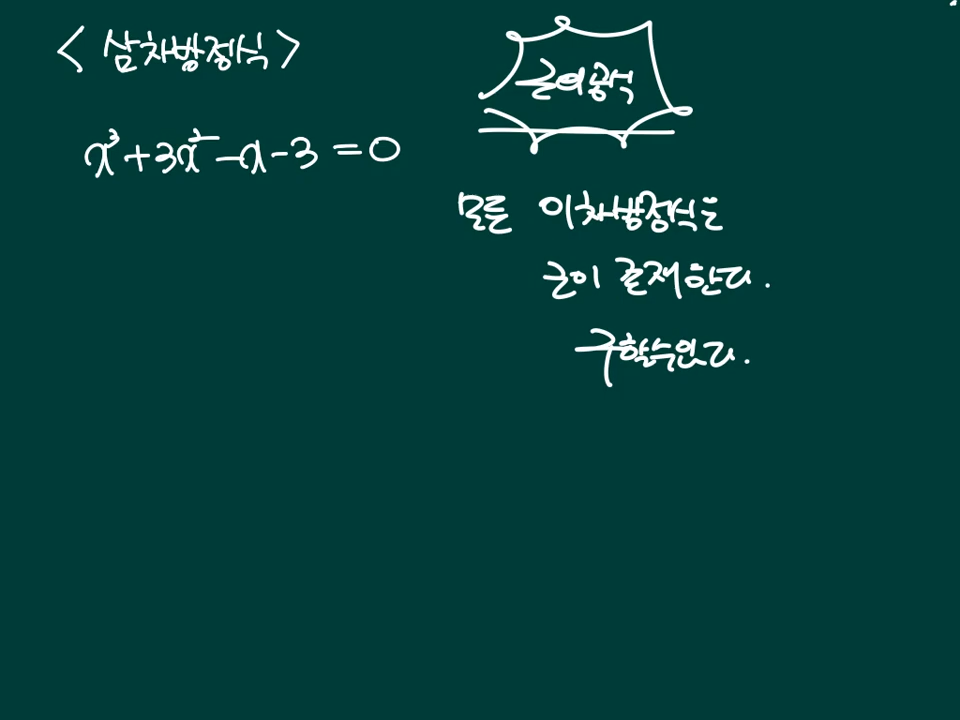 < 삼차방정식 >
x³+3x²-x-3=0
근의공식
모든 이차방정식은
근이 존재한다.
구할수있다.